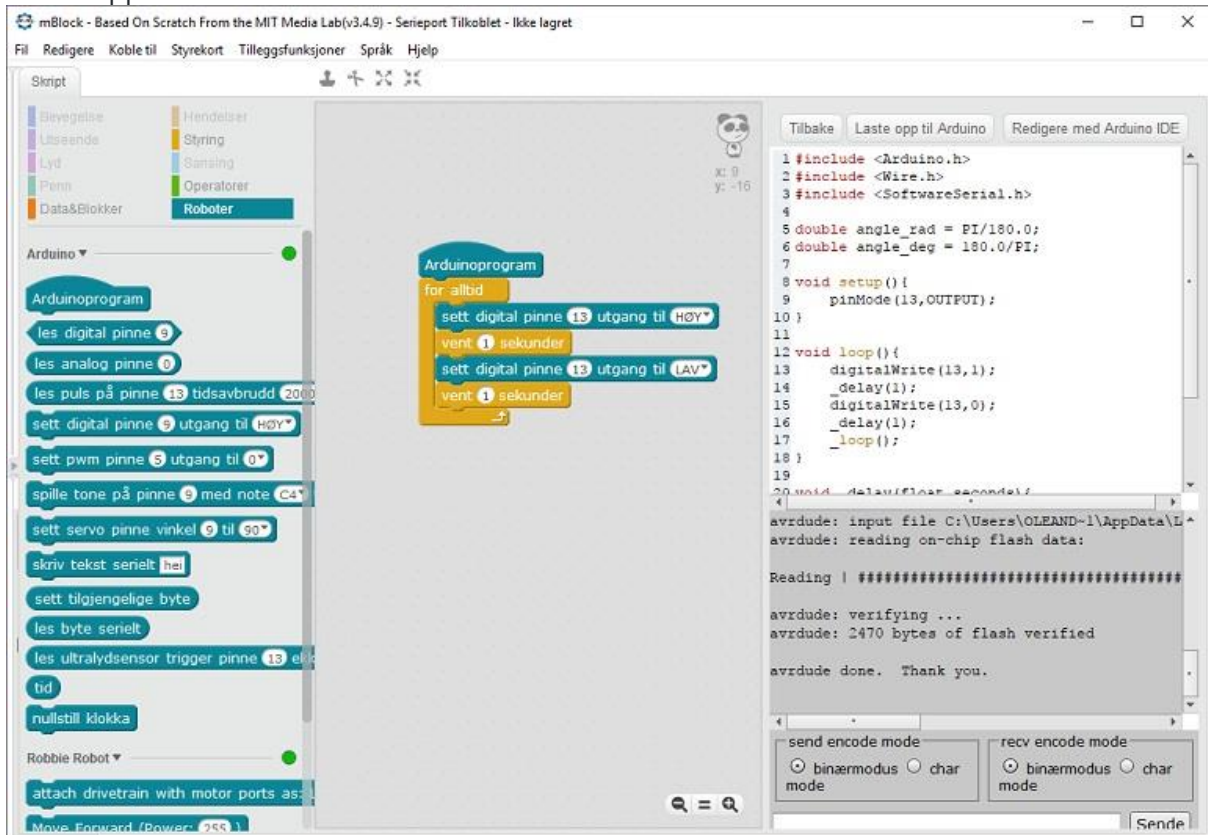 mBlock - Based On Scratch From the MIT Media Lab(v3.4.9) - Serieport Tilkoblet - Ikke lagret
Fil Redigere Koble til Styrekort Tilleggsfunksjoner Språk Hjelp
Skript
Bevegelse Hendelser
Utseende Styring
Lyd Sansing
Penn Operatorer
Data&Blokker Roboter
Arduino
Arduinoprogram
les digital pinne 9
les analog pinne 0
les puls på pinne 13 tidsavbrudd 2000
sett digital pinne 9 utgang til HØY
sett pwm pinne 5 utgang til 0
spille tone på pinne 9 med note C4
sett servo pinne vinkel 9 til 90
skriv tekst serielt hei
sett tilgjengelige byte
les byte serielt
les ultralydsensor trigger pinne 13
tid
nullstill klokka
Robbie Robot
attach drivetrain with motor ports as:
Move Forward (Power: 255 )
x: 9
y: -16
Arduinoprogram
for alltid
sett digital pinne 13 utgang til HØY
vent 1 sekunder
sett digital pinne 13 utgang til LAV
vent 1 sekunder
Tilbake Laste opp til Arduino Redigere med Arduino IDE
1 #include <Arduino.h>
2 #include <Wire.h>
3 #include <SoftwareSerial.h>
4
5 double angle_rad = PI/180.0;
6 double angle_deg = 180.0/PI;
7
8 void setup(){
9 pinMode(13,OUTPUT);
10 }
11
12 void loop(){
13 digitalWrite(13,1);
14 _delay(1);
15 digitalWrite(13,0);
16 _delay(1);
17 _loop();
18 }
19
20 void _delay(float seconds){
avrdude: input file C:\Users\OLEAND~1\AppData\L
avrdude: reading on-chip flash data:
Reading | #####################################
avrdude: verifying ...
avrdude: 2470 bytes of flash verified
avrdude done. Thank you.
send encode mode recv encode mode
binærmodus char mode binærmodus char mode
Sende